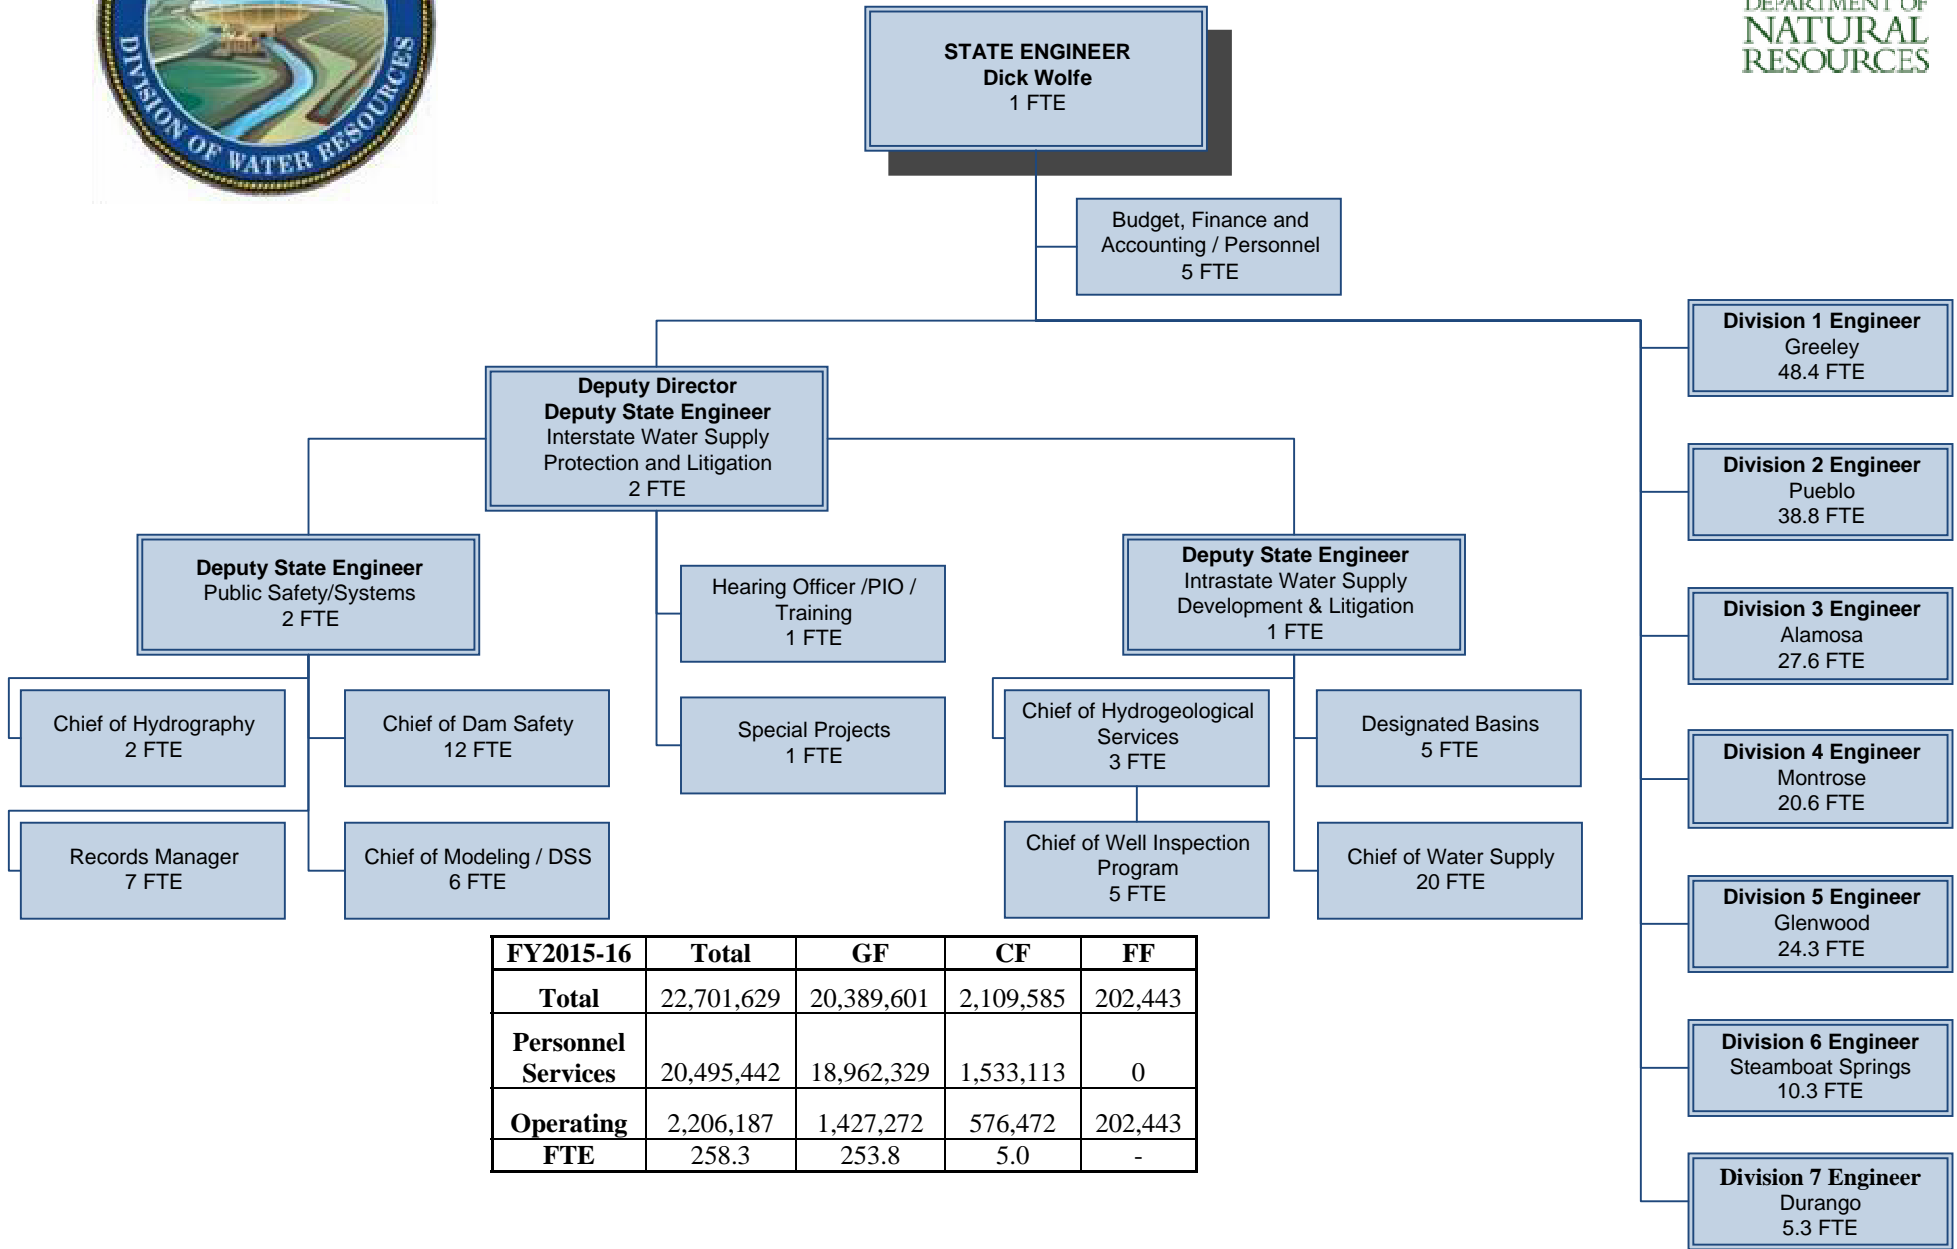 DIVISION OF WATER RESOURCES
DEPARTMENT OF
NATURAL
RESOURCES
STATE ENGINEER
Dick Wolfe
1 FTE
Budget, Finance and
Accounting / Personnel
5 FTE
Deputy Director
Deputy State Engineer
Interstate Water Supply
Protection and Litigation
2 FTE
Deputy State Engineer
Public Safety/Systems
2 FTE
Hearing Officer /PIO /
Training
1 FTE
Special Projects
1 FTE
Deputy State Engineer
Intrastate Water Supply
Development & Litigation
1 FTE
Chief of Hydrography
2 FTE
Chief of Dam Safety
12 FTE
Records Manager
7 FTE
Chief of Modeling / DSS
6 FTE
Chief of Hydrogeological
Services
3 FTE
Designated Basins
5 FTE
Chief of Well Inspection
Program
5 FTE
Chief of Water Supply
20 FTE
Division 1 Engineer
Greeley
48.4 FTE
Division 2 Engineer
Pueblo
38.8 FTE
Division 3 Engineer
Alamosa
27.6 FTE
Division 4 Engineer
Montrose
20.6 FTE
Division 5 Engineer
Glenwood
24.3 FTE
Division 6 Engineer
Steamboat Springs
10.3 FTE
Division 7 Engineer
Durango
5.3 FTE
FY2015-16 Total GF CF FF
Total 22,701,629 20,389,601 2,109,585 202,443
Personnel
Services 20,495,442 18,962,329 1,533,113 0
Operating 2,206,187 1,427,272 576,472 202,443
FTE 258.3 253.8 5.0 -